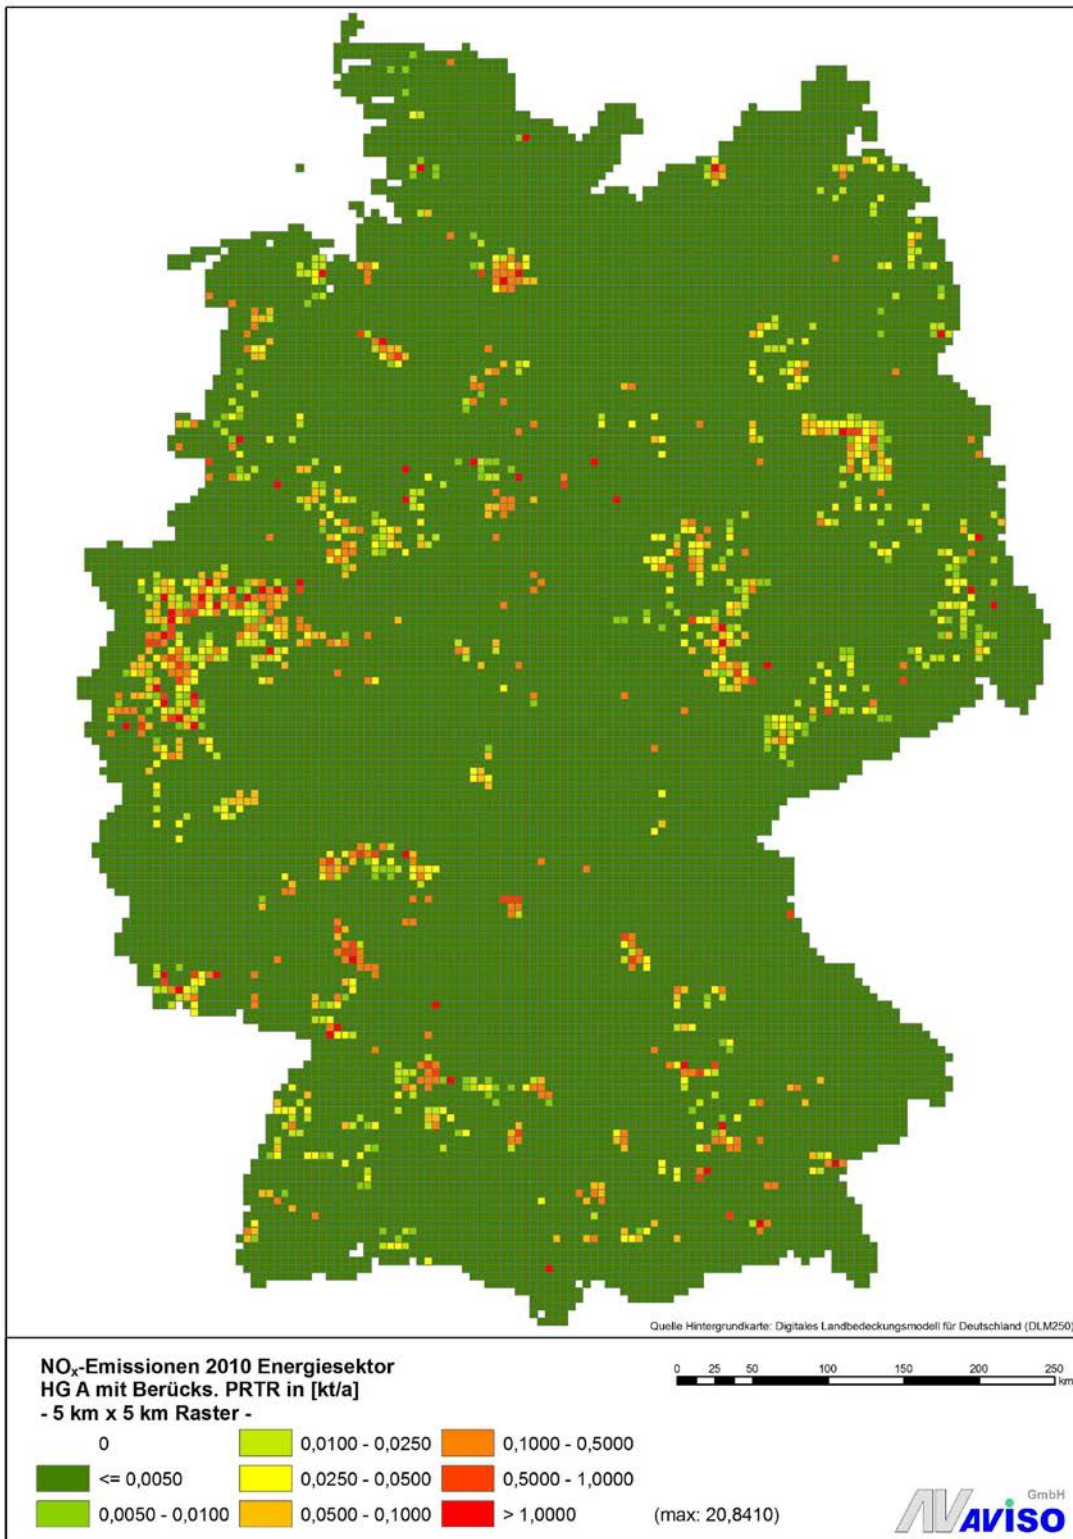 Quelle Hintergrundkarte: Digitales Landbedeckungsmodell für Deutschland (DLM250)
NOx-Emissionen 2010 Energiesektor
HG A mit Berücks. PRTR in [kt/a]
- 5 km x 5 km Raster -
0 25 50 100 150 200 250
km
0
<= 0,0050
0,0050 - 0,0100
0,0100 - 0,0250
0,0250 - 0,0500
0,0500 - 0,1000
0,1000 - 0,5000
0,5000 - 1,0000
> 1,0000
(max: 20,8410)
GmbH
AVISO